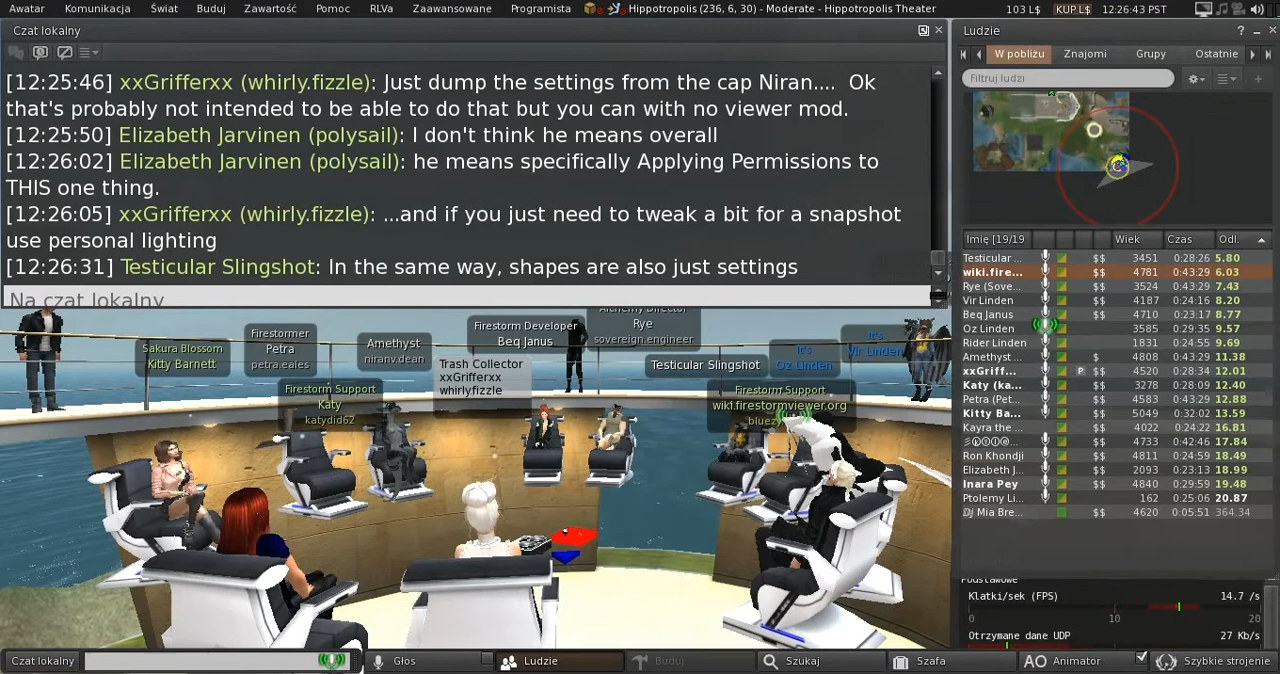 Awatar Komunikacja Świat Buduj Zawartość Pomoc RLVa Zaawansowane Programista Hippotropolis (236, 6, 30) - Moderate - Hippotropolis Theater 103 L$ KUP L$ 12:26:43 PST
Czat lokalny
[12:25:46] xxGrifferxx (whirly.fizzle): Just dump the settings from the cap Niran.... Ok
that's probably not intended to be able to do that but you can with no viewer mod.
[12:25:50] Elizabeth Jarvinen (polysail): I don't think he means overall
[12:26:02] Elizabeth Jarvinen (polysail): he means specifically Applying Permissions to
THIS one thing.
[12:26:05] xxGrifferxx (whirly.fizzle): ...and if you just need to tweak a bit for a snapshot
use personal lighting
[12:26:31] Testicular Slingshot: In the same way, shapes are also just settings
Na czat lokalny
Sakura Blossom
Kitty Barnett
Firestormer
Petra
petra.eales
Firestorm Support
Katy
katydid62
Amethyst
niranv.dean
Trash Collector
xxGrifferxx
whirly.fizzle
Firestorm Developer
Beq Janus
Alchemy Director
Rye
sovereign.engineer
Testicular Slingshot
It's
Oz Linden
It's
Vir Linden
Firestorm Support
wiki.firestormviewer.org
Ludzie
W pobliżu Znajomi Grupy Ostatnie
Filtruj ludzi
Imię [19/19 Wiek Czas Odl.
Testicular ... $$ 3451 0:28:26 5.80
wiki.fire... $$ 4781 0:43:29 6.03
Rye (Sove... $$ 3524 0:43:29 7.43
Vir Linden $$ 4187 0:24:16 8.20
Beq Janus $$ 4710 0:23:17 8.77
Oz Linden 3585 0:29:35 9.57
Rider Linden 1831 0:24:55 9.69
Amethyst ... $ 4808 0:43:29 11.38
xxGriff... P $$ 4520 0:28:34 12.01
Katy (ka... $$ 3278 0:28:09 12.40
Petra (Pet... $$ 4583 0:43:29 12.88
Kitty Ba... $$ 5049 0:32:02 13.59
Kayra the ... $$ 4022 0:24:22 16.81
$$ 4733 0:42:46 17.84
Ron Khondji $$ 4811 0:24:59 18.49
Elizabeth J... $$ 2093 0:23:13 18.99
Inara Pey $$ 4840 0:29:59 19.48
Ptolemy Li... 162 0:25:06 20.87
Dj Mia Bre... $$ 4620 0:05:51 364.34
Podstawowe
Klatki/sek (FPS) 14.7 /s
0 10 20
Otrzymane dane UDP 27 Kb/s
Czat lokalny Głos Ludzie Buduj Szukaj Szafa AO Animator Szybkie strojenie